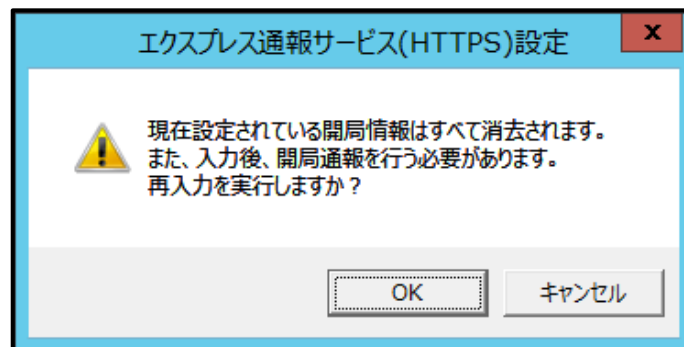 エクスプレス通報サービス(HTTPS)設定
x
現在設定されている開局情報はすべて消去されます。
また、入力後、開局通報を行う必要があります。
再入力を実行しますか？
OK
キャンセル